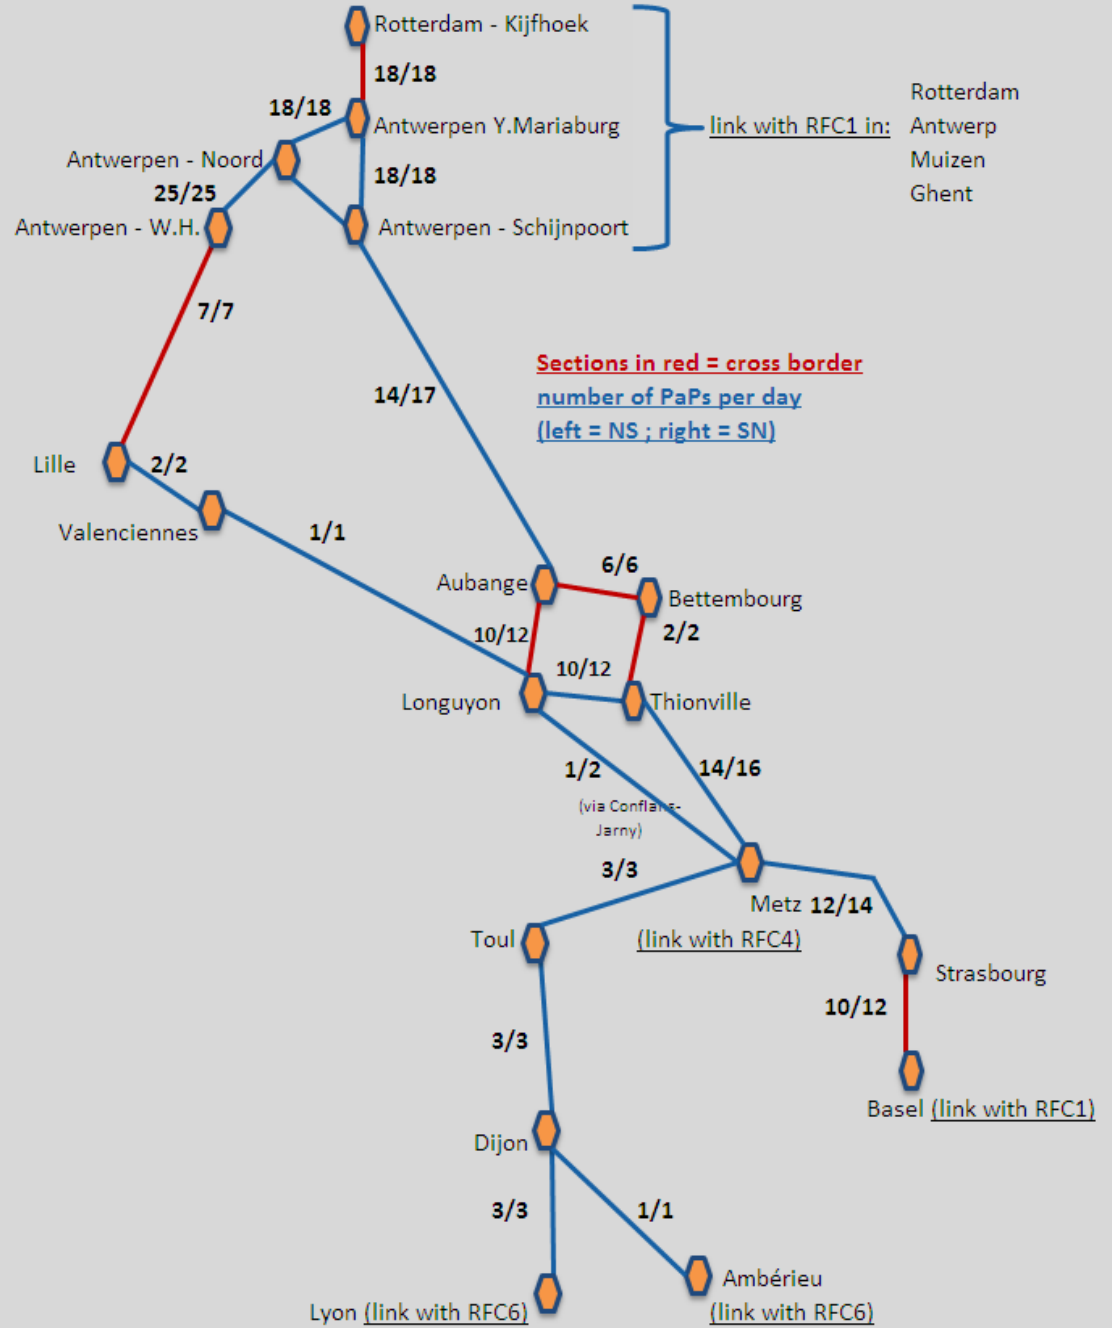 Rotterdam - Kijfhoek
18/18
Rotterdam
18/18
Antwerpen Y.Mariaburg
link with RFC1 in:
Antwerp
Antwerpen - Noord
Muizen
18/18
25/25
Ghent
Antwerpen - W.H.
Antwerpen - Schijnpoort
7/7
Sections in red = cross border
14/17
number of PaPs per day
(left = NS ; right = SN)
Lille
2/2
Valenciennes
1/1
6/6
Aubange
Bettembourg
10/12
2/2
10/12
Longuyon
Thionville
1/2
14/16
(via Conflans-
Jarny)
3/3
Metz
12/14
Toul
(link with RFC4)
Strasbourg
10/12
3/3
Basel (link with RFC1)
Dijon
3/3
1/1
Ambérieu
(link with RFC6)
Lyon (link with RFC6)